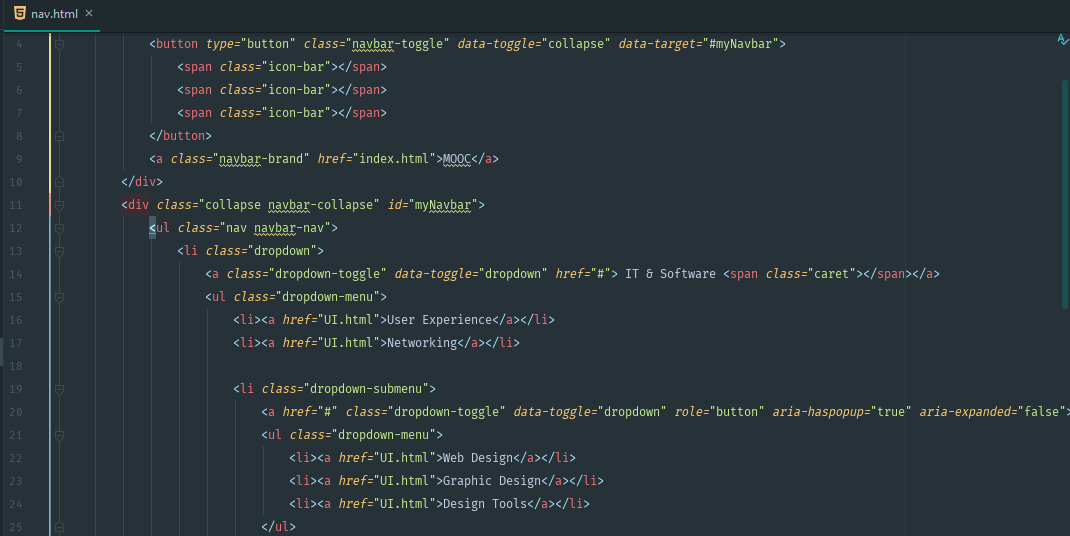 nav.html ×
4 <button type="button" class="navbar-toggle" data-toggle="collapse" data-target="#myNavbar">
5 <span class="icon-bar"></span>
6 <span class="icon-bar"></span>
7 <span class="icon-bar"></span>
8 </button>
9 <a class="navbar-brand" href="index.html">MOOC</a>
10 </div>
11 <div class="collapse navbar-collapse" id="myNavbar">
12 <ul class="nav navbar-nav">
13 <li class="dropdown">
14 <a class="dropdown-toggle" data-toggle="dropdown" href="#"> IT & Software <span class="caret"></span></a>
15 <ul class="dropdown-menu">
16 <li><a href="UI.html">User Experience</a></li>
17 <li><a href="UI.html">Networking</a></li>
18
19 <li class="dropdown-submenu">
20 <a href="#" class="dropdown-toggle" data-toggle="dropdown" role="button" aria-haspopup="true" aria-expanded="false">
21 <ul class="dropdown-menu">
22 <li><a href="UI.html">Web Design</a></li>
23 <li><a href="UI.html">Graphic Design</a></li>
24 <li><a href="UI.html">Design Tools</a></li>
25 </ul>